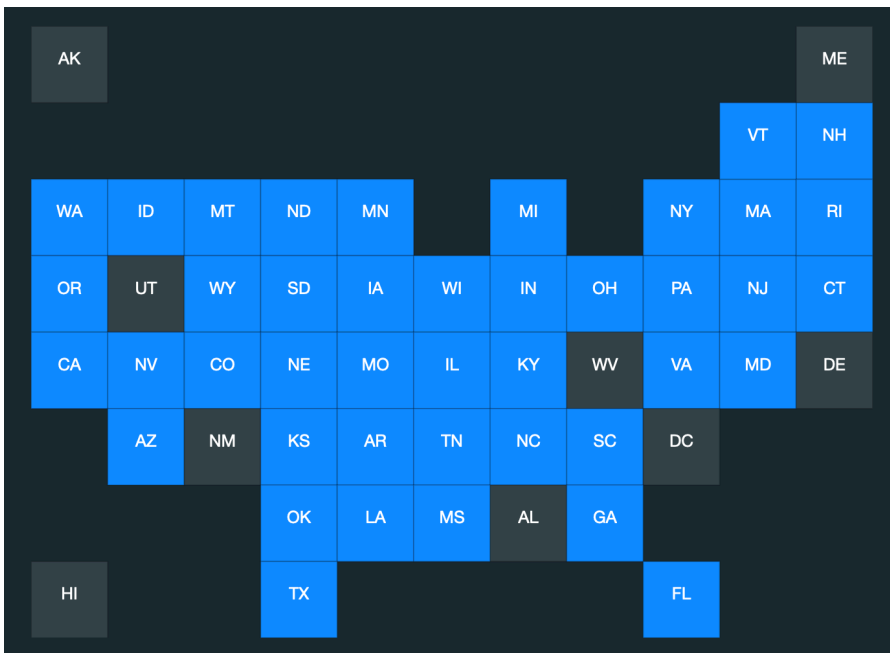 AK ME
VT NH
WA ID MT ND MN MI NY MA RI
OR UT WY SD IA WI IN OH PA NJ CT
CA NV CO NE MO IL KY WV VA MD DE
AZ NM KS AR TN NC SC DC
OK LA MS AL GA
HI TX FL